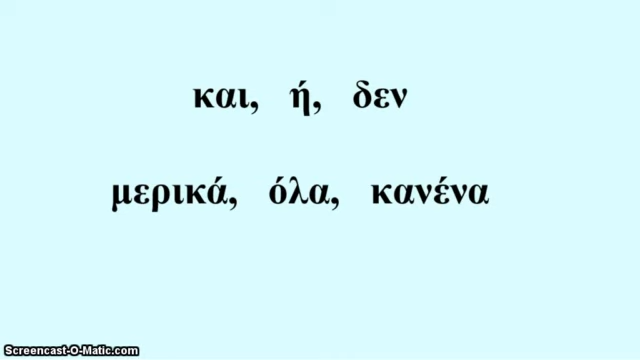 και, ή, δεν
μερικά, όλα, κανένα
Screencast-O-Matic.com